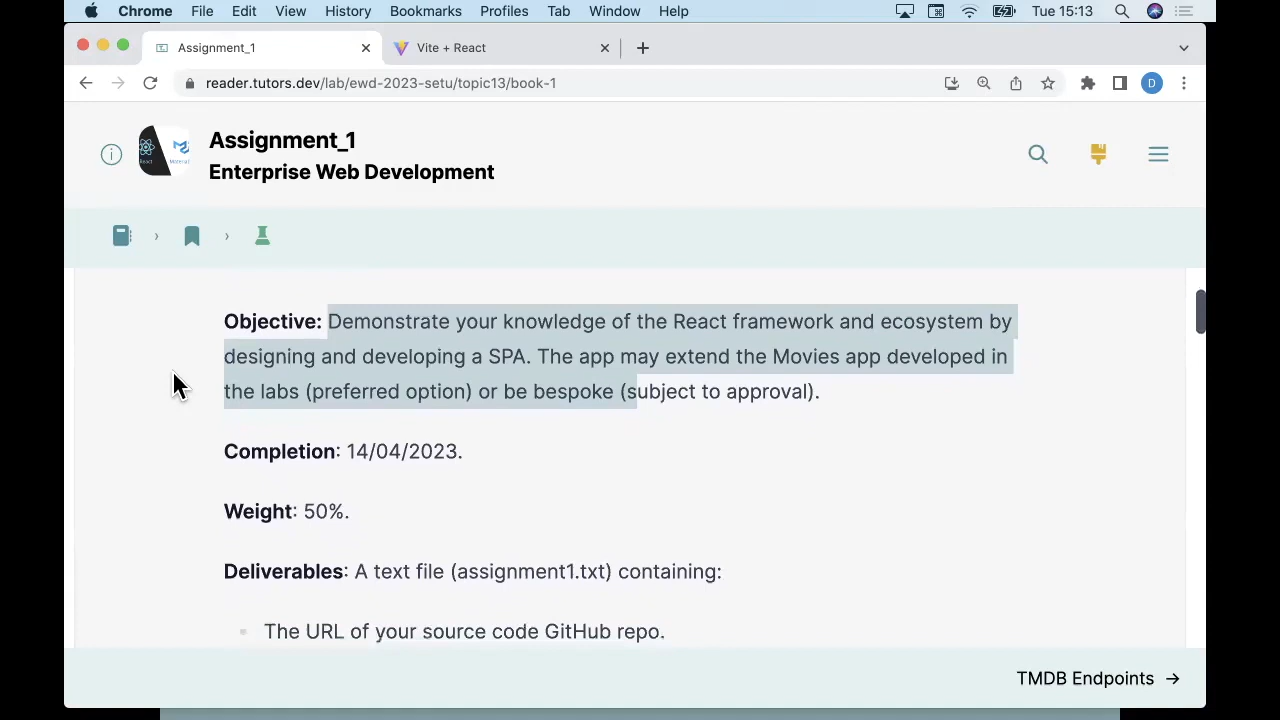 Chrome File Edit View History Bookmarks Profiles Tab Window Help Tue 15:13
Assignment_1 Vite + React
reader.tutors.dev/lab/ewd-2023-setu/topic13/book-1 D
Assignment_1
Enterprise Web Development
Objective: Demonstrate your knowledge of the React framework and ecosystem by
designing and developing a SPA. The app may extend the Movies app developed in
the labs (preferred option) or be bespoke (subject to approval).
Completion: 14/04/2023.
Weight: 50%.
Deliverables: A text file (assignment1.txt) containing:
The URL of your source code GitHub repo.
TMDB Endpoints →